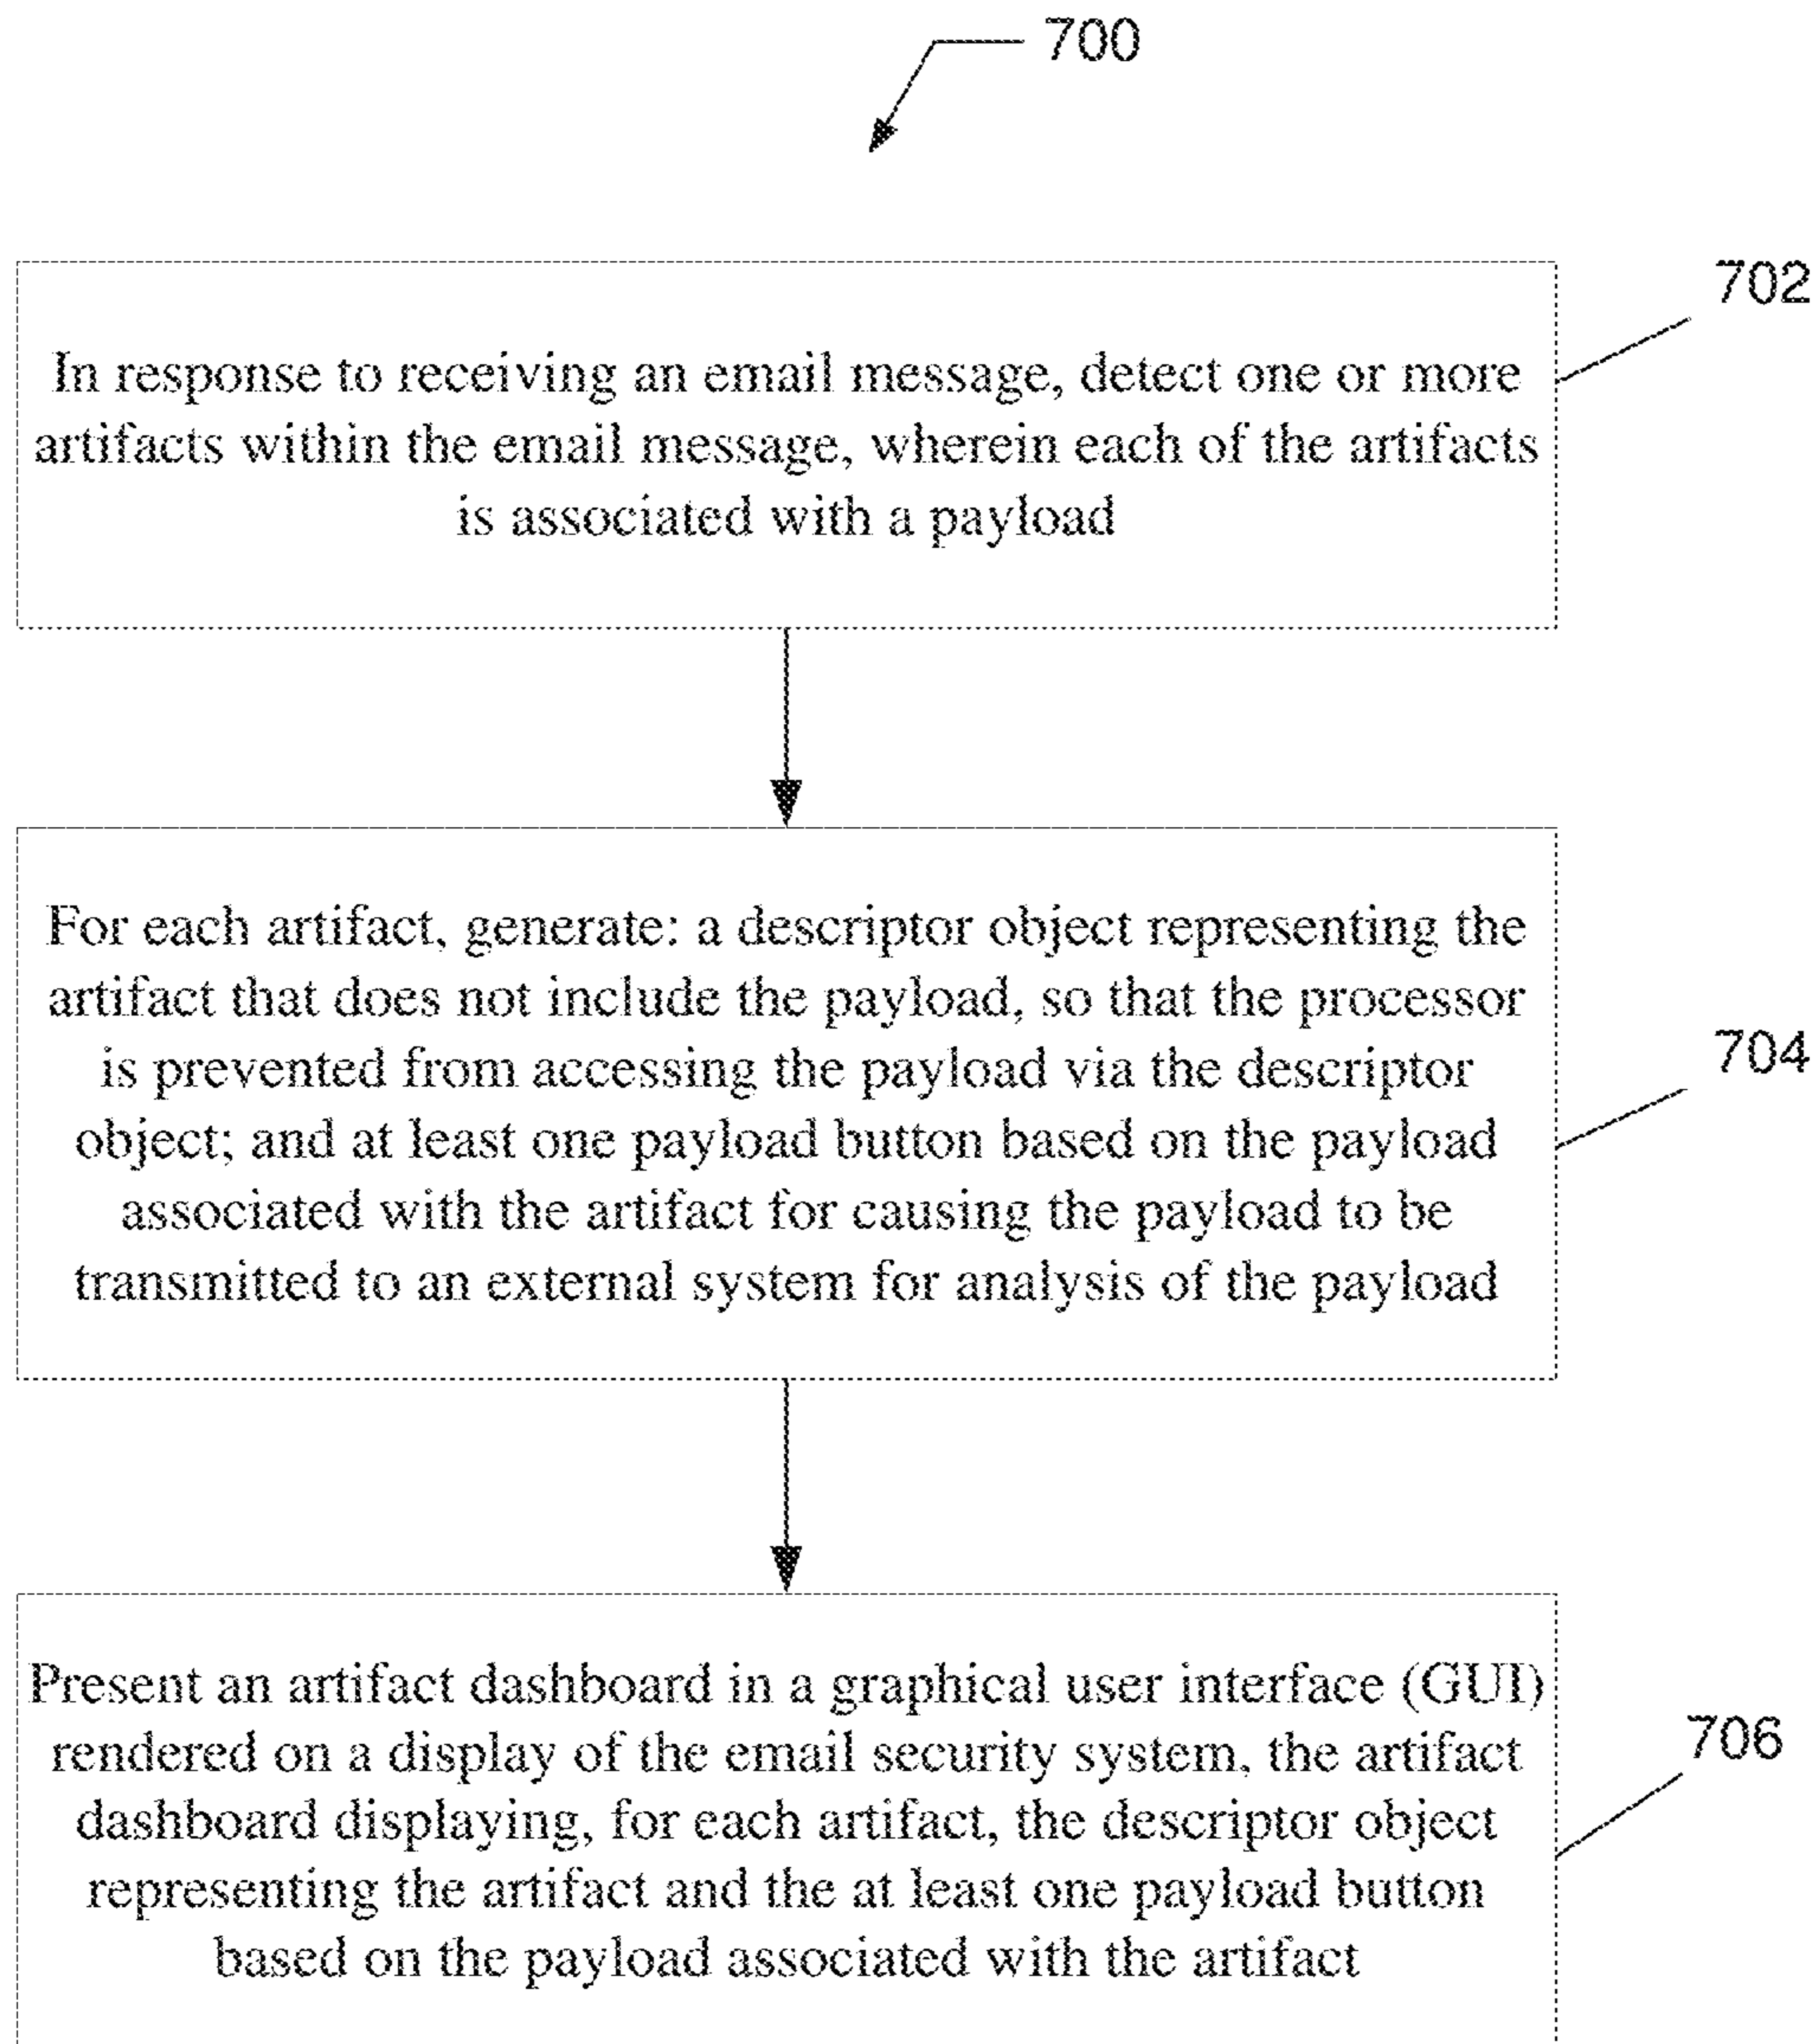 700
702
In response to receiving an email message, detect one or more
artifacts within the email message, wherein each of the artifacts
is associated with a payload
For each artifact, generate: a descriptor object representing the
artifact that does not include the payload, so that the processor
is prevented from accessing the payload via the descriptor
object; and at least one payload button based on the payload
associated with the artifact for causing the payload to be
transmitted to an external system for analysis of the payload
704
Present an artifact dashboard in a graphical user interface (GUI)
rendered on a display of the email security system, the artifact
dashboard displaying, for each artifact, the descriptor object
representing the artifact and the at least one payload button
based on the payload associated with the artifact
706